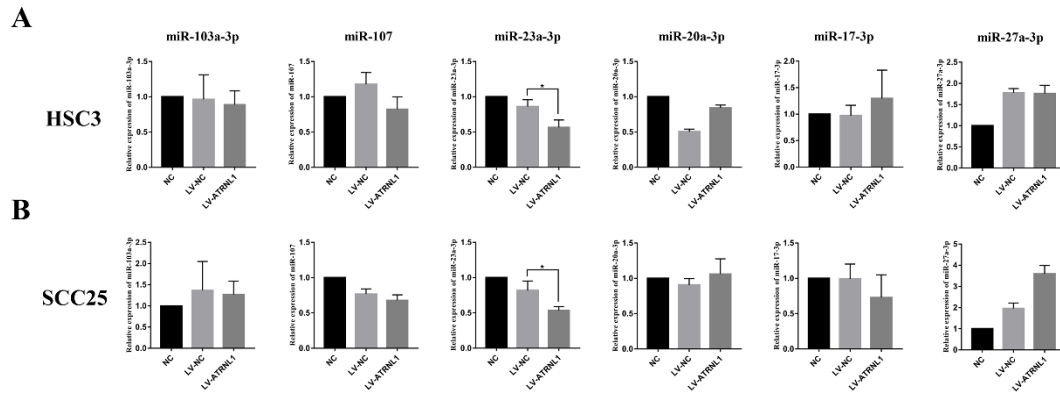 A
miR-103a-3p miR-107 miR-23a-3p miR-20a-3p miR-17-3p miR-27a-3p
HSC3
Relative expression of miR-103a-3p
1.5
1.0
0.5
0.0
NC
LV-NC
LV-ATRNL1
Relative expression of miR-107
1.5
1.0
0.5
0.0
NC
LV-NC
LV-ATRNL1
Relative expression of miR-23a-3p
1.5
1.0
0.5
0.0
*
NC
LV-NC
LV-ATRNL1
Relative expression of miR-20a-3p
1.5
1.0
0.5
0.0
NC
LV-NC
LV-ATRNL1
Relative expression of miR-17-3p
2.0
1.5
1.0
0.5
0.0
NC
LV-NC
LV-ATRNL1
Relative expression of miR-27a-3p
2.5
2.0
1.5
1.0
0.5
0.0
NC
LV-NC
LV-ATRNL1
B
SCC25
Relative expression of miR-103a-3p
2.5
2.0
1.5
1.0
0.5
0.0
NC
LV-NC
LV-ATRNL1
Relative expression of miR-107
1.5
1.0
0.5
0.0
NC
LV-NC
LV-ATRNL1
Relative expression of miR-23a-3p
1.5
1.0
0.5
0.0
*
NC
LV-NC
LV-ATRNL1
Relative expression of miR-20a-3p
1.5
1.0
0.5
0.0
NC
LV-NC
LV-ATRNL1
Relative expression of miR-17-3p
1.5
1.0
0.5
0.0
NC
LV-NC
LV-ATRNL1
Relative expression of miR-27a-3p
5
4
3
2
1
0
NC
LV-NC
LV-ATRNL1